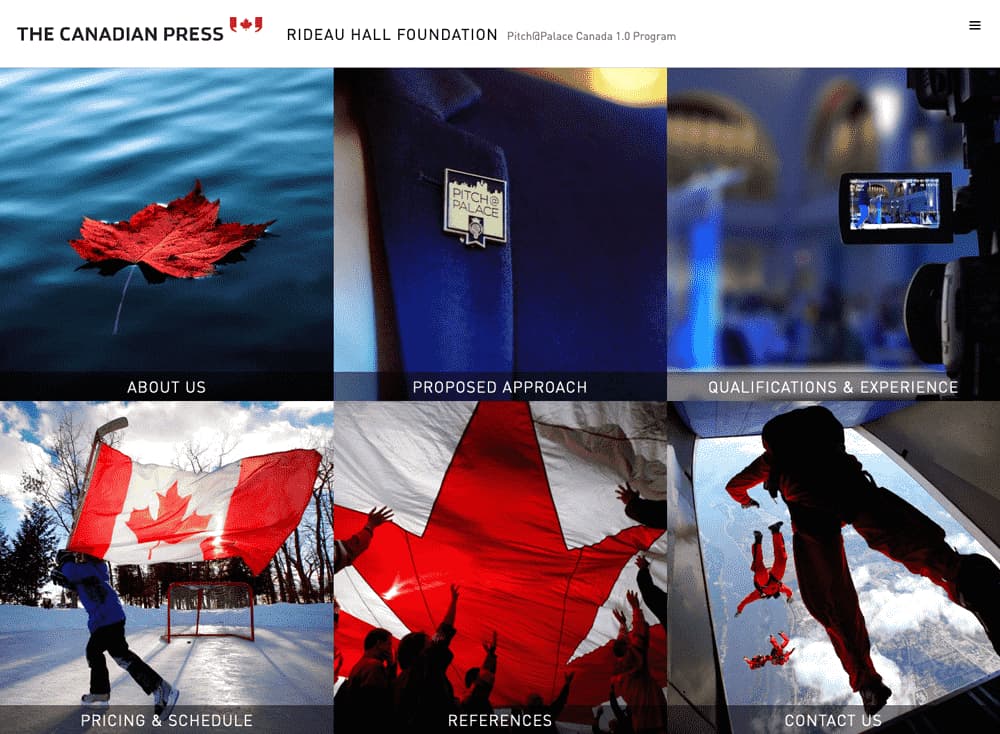 THE CANADIAN PRESS
RIDEAU HALL FOUNDATION Pitch@Palace Canada 1.0 Program
PITCH@
PALACE
ABOUT US
PROPOSED APPROACH
QUALIFICATIONS & EXPERIENCE
PRICING & SCHEDULE
REFERENCES
CONTACT US